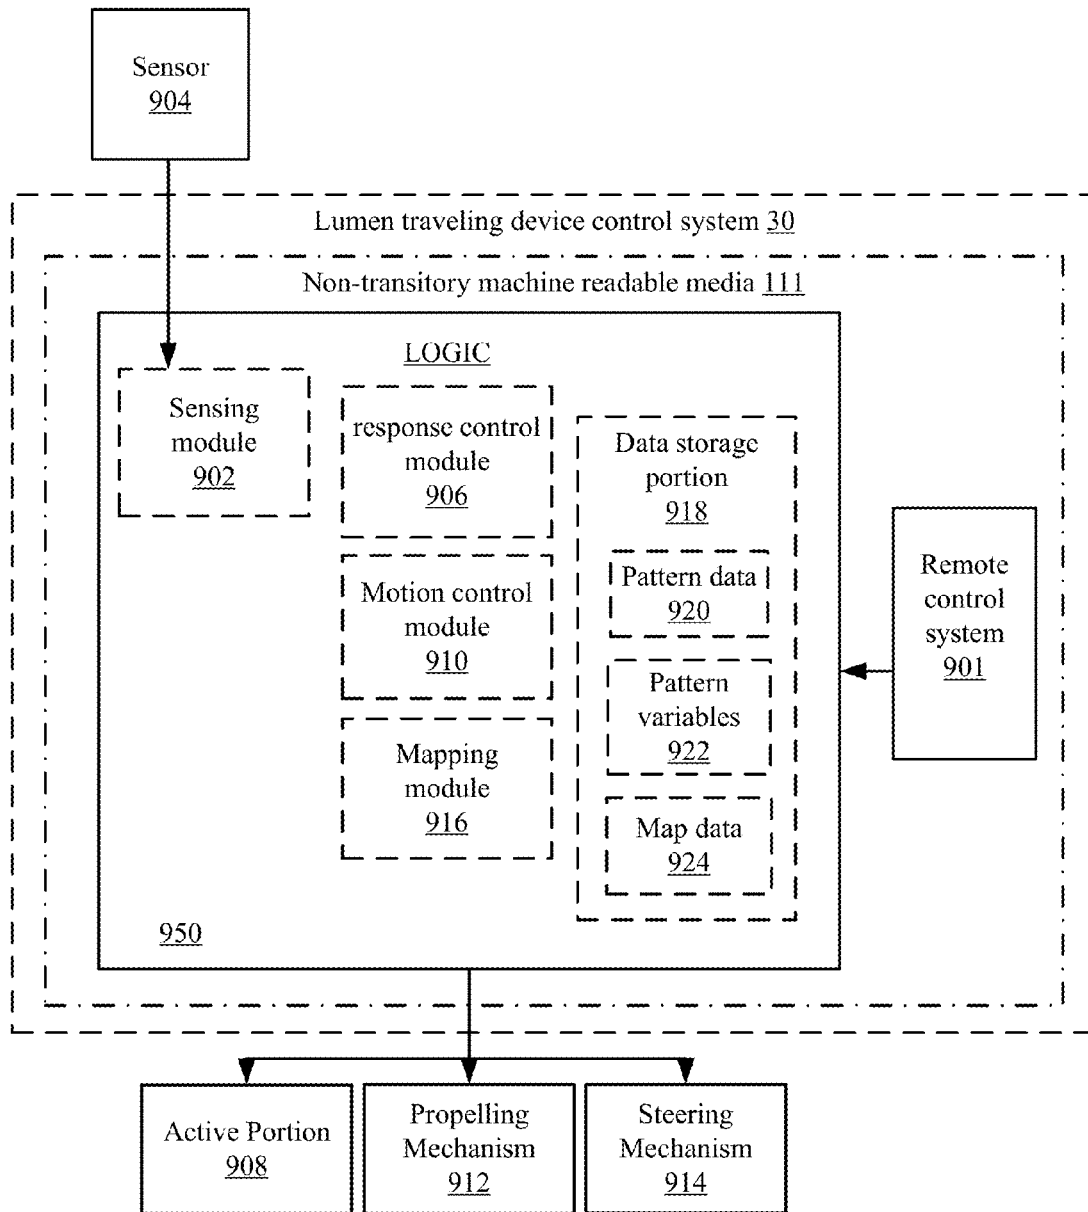 Sensor
904
Lumen traveling device control system 30
Non-transitory machine readable media 111
LOGIC
Sensing
module
902
response control
module
906
Motion control
module
910
Mapping
module
916
Data storage
portion
918
Pattern data
920
Pattern
variables
922
Map data
924
950
Remote
control
system
901
Active Portion
908
Propelling
Mechanism
912
Steering
Mechanism
914